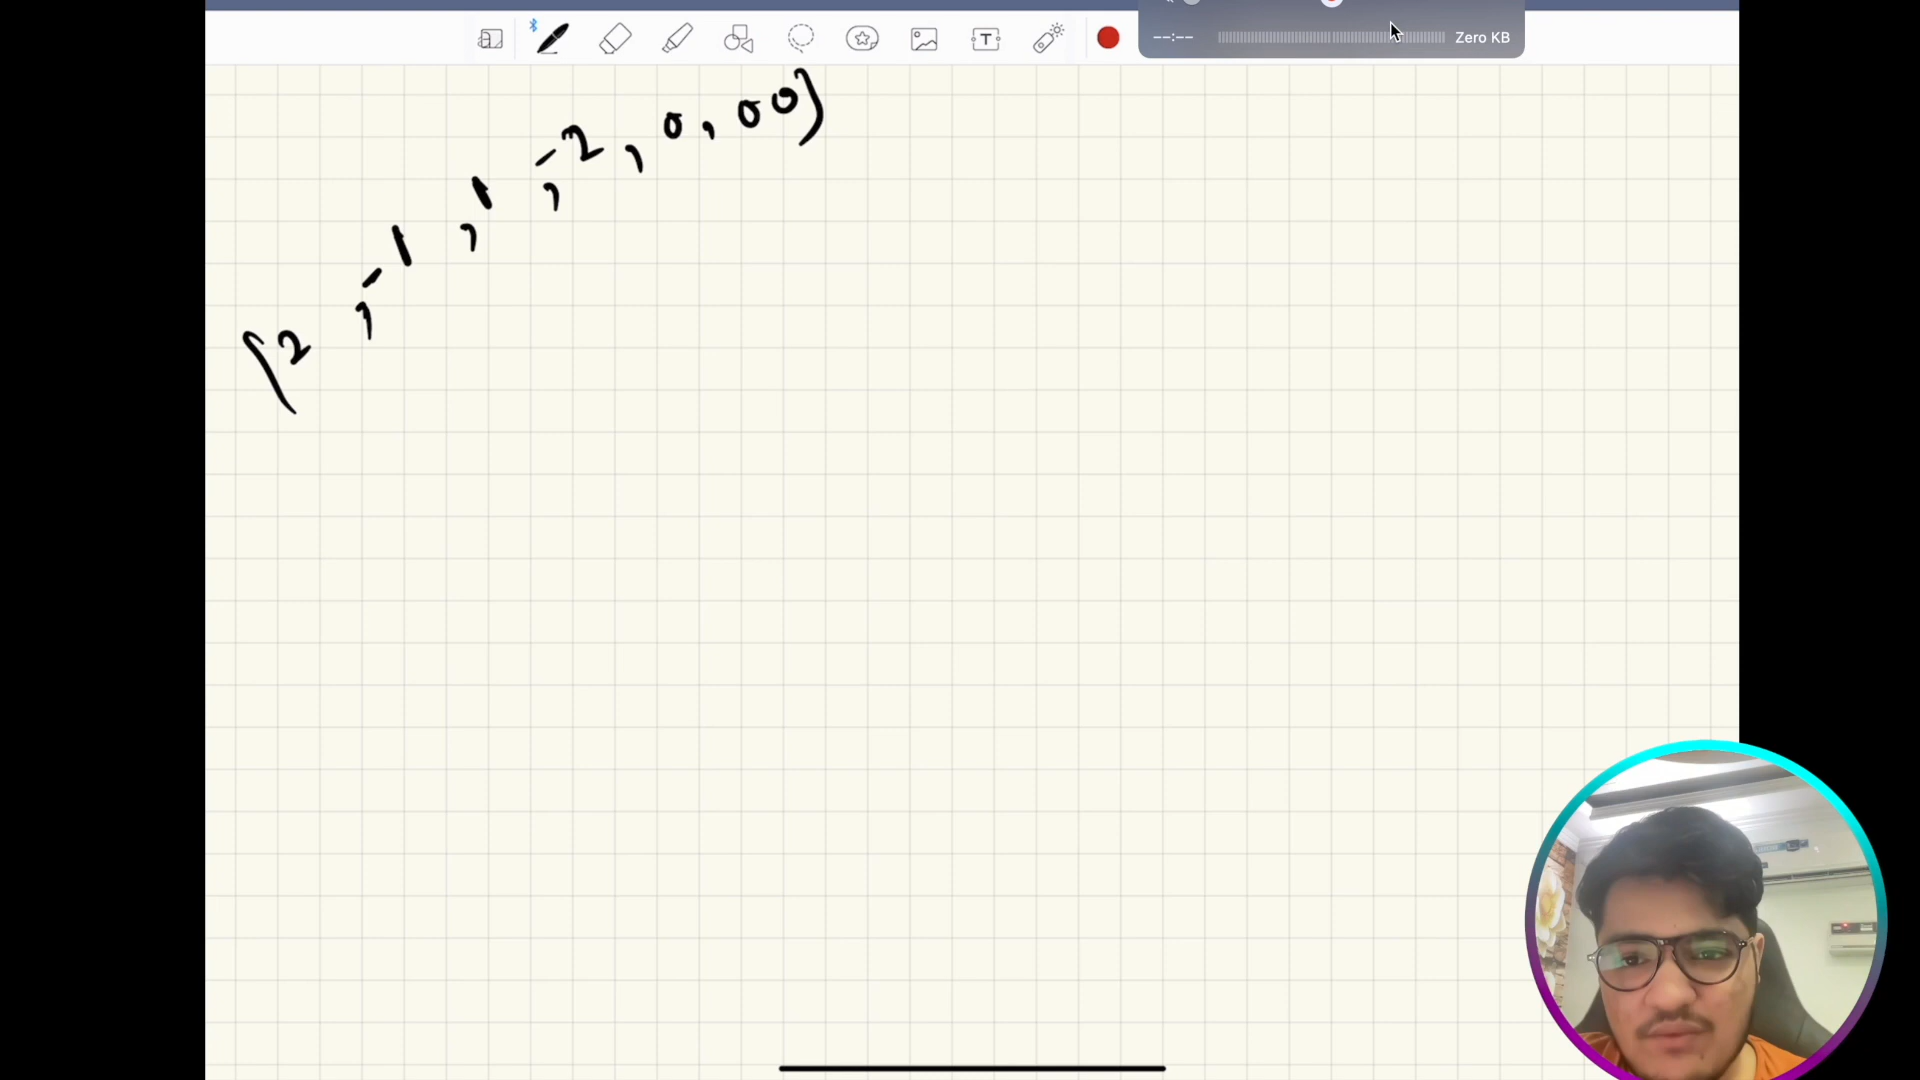 --:-- Zero KB
T
(2, -1, 1, -2, 0, 00)